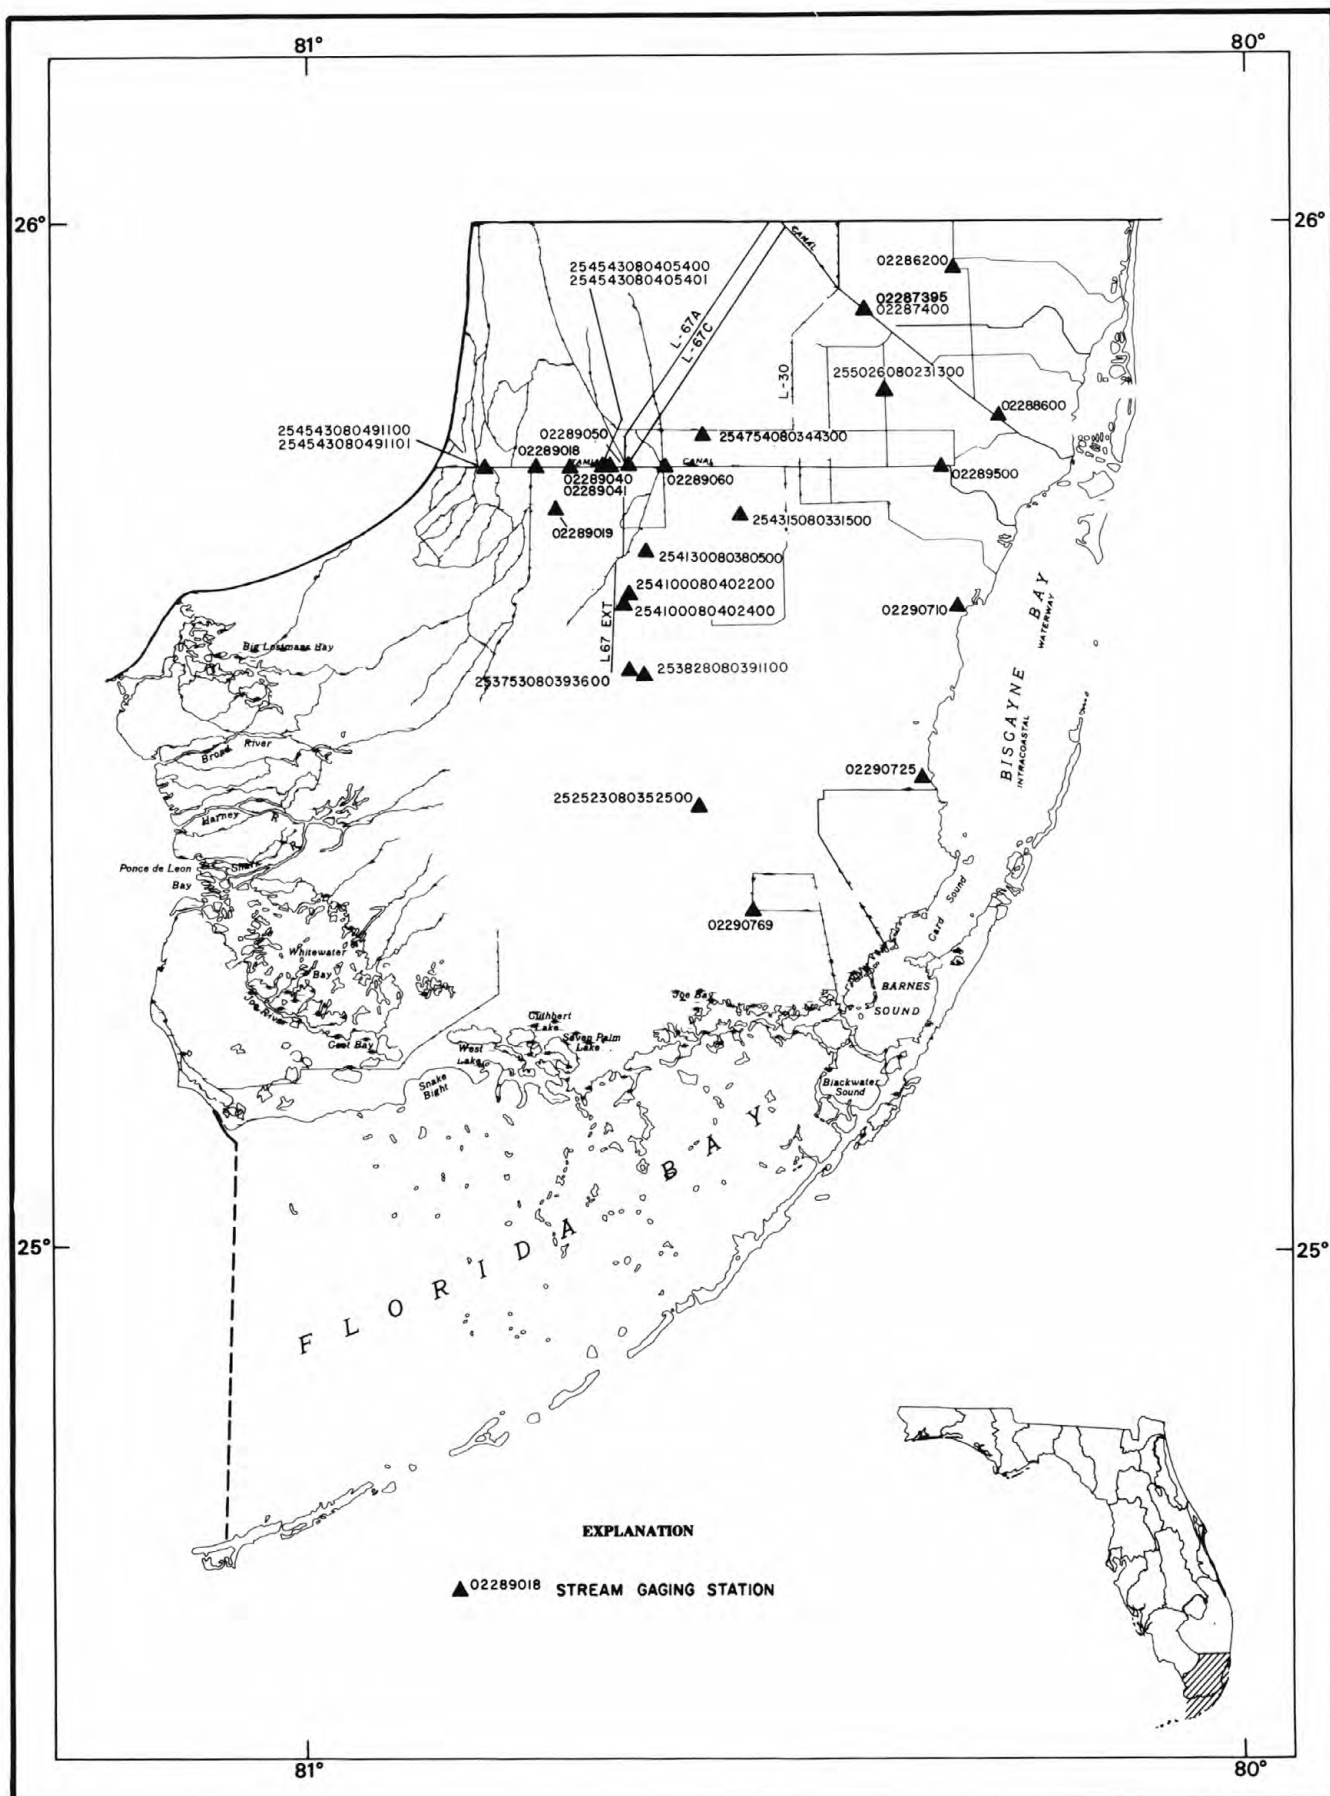 81°
80°
26°
26°
CANAL
02286200
254543080405400
254543080405401
02287395
02287400
L-67A
L-67C
L-30
255026080231300
02288600
254543080491100
254543080491101
02289050
254754080344300
02289018
CANAL
02289040
02289041
02289060
02289500
02289019
254315080331500
254130080380500
254100080402200
254100080402400
02290710
L67 EXT
BISCAYNE BAY
INTRACOASTAL WATERWAY
Big Lostmans Bay
253828080391100
253753080393600
Broad River
02290725
252523080352500
Harney R
Shark R
Ponce de Leon
Bay
Card Sound
02290769
Whitewater
Bay
Joe River
BARNES
SOUND
Joe Bay
Cuthbert
Lake
Seven Palm
Lake
West
Lake
Coot Bay
Snake
Bight
Blackwater
Sound
FLORIDA BAY
25°
25°
EXPLANATION
02289018 STREAM GAGING STATION
81°
80°